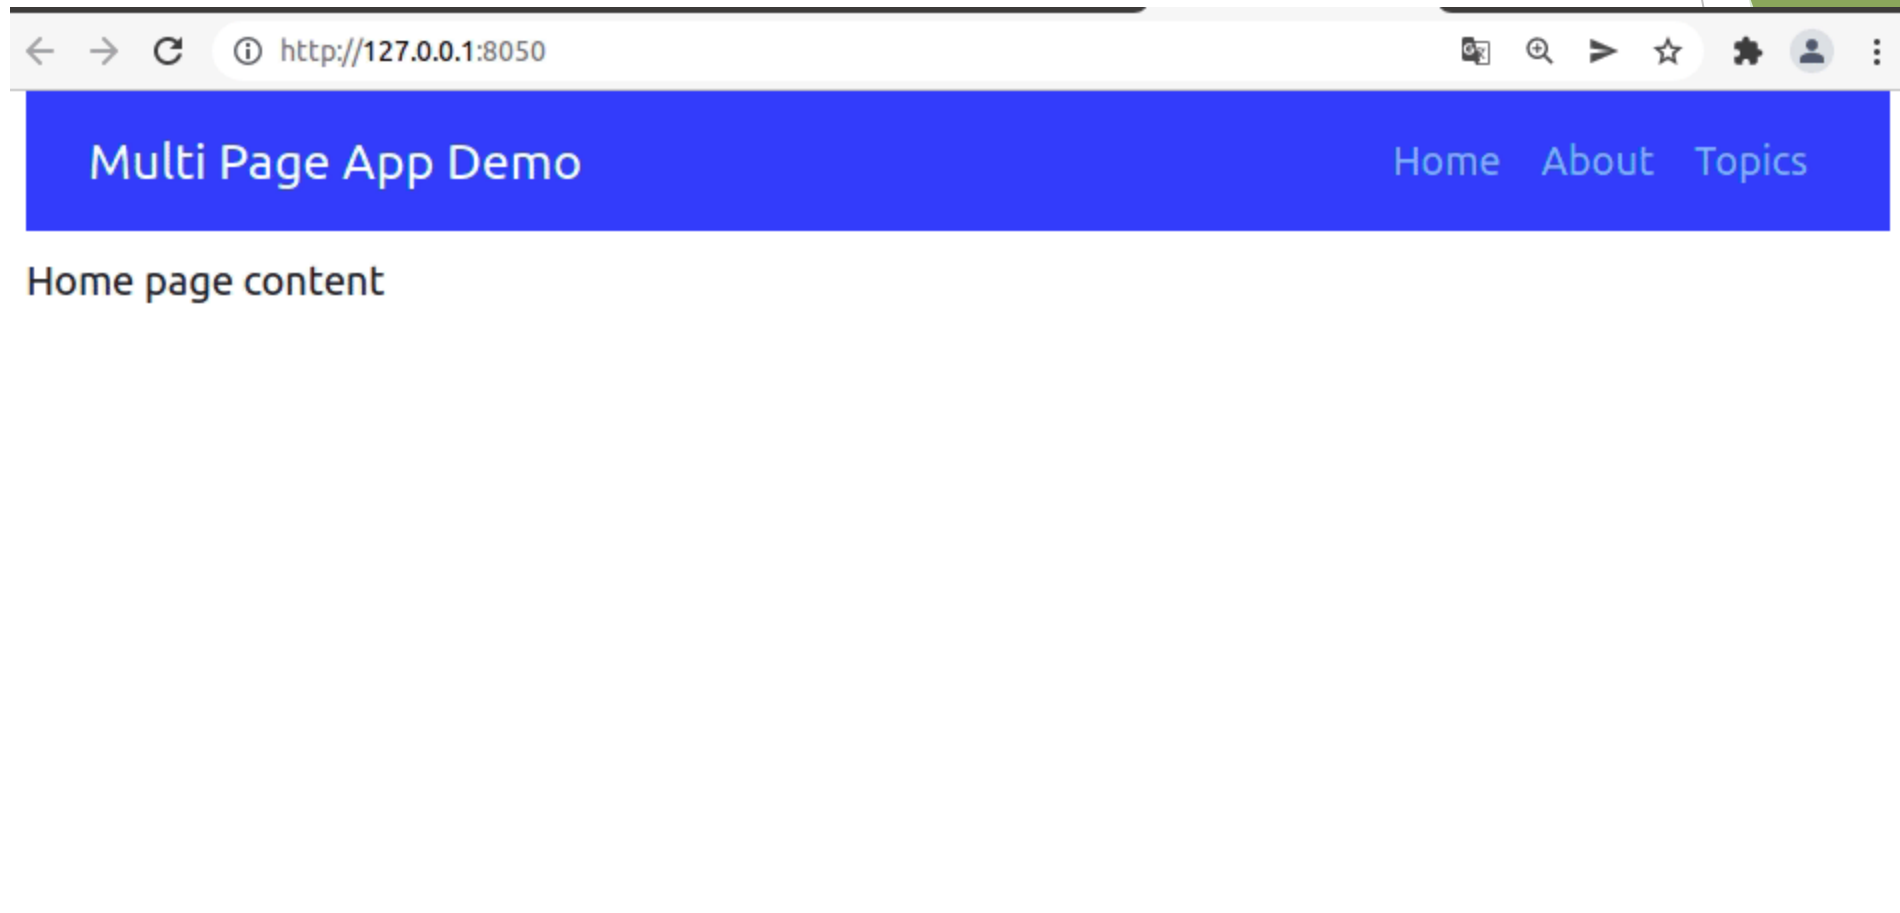 http://127.0.0.1:8050
Multi Page App Demo Home About Topics
Home page content